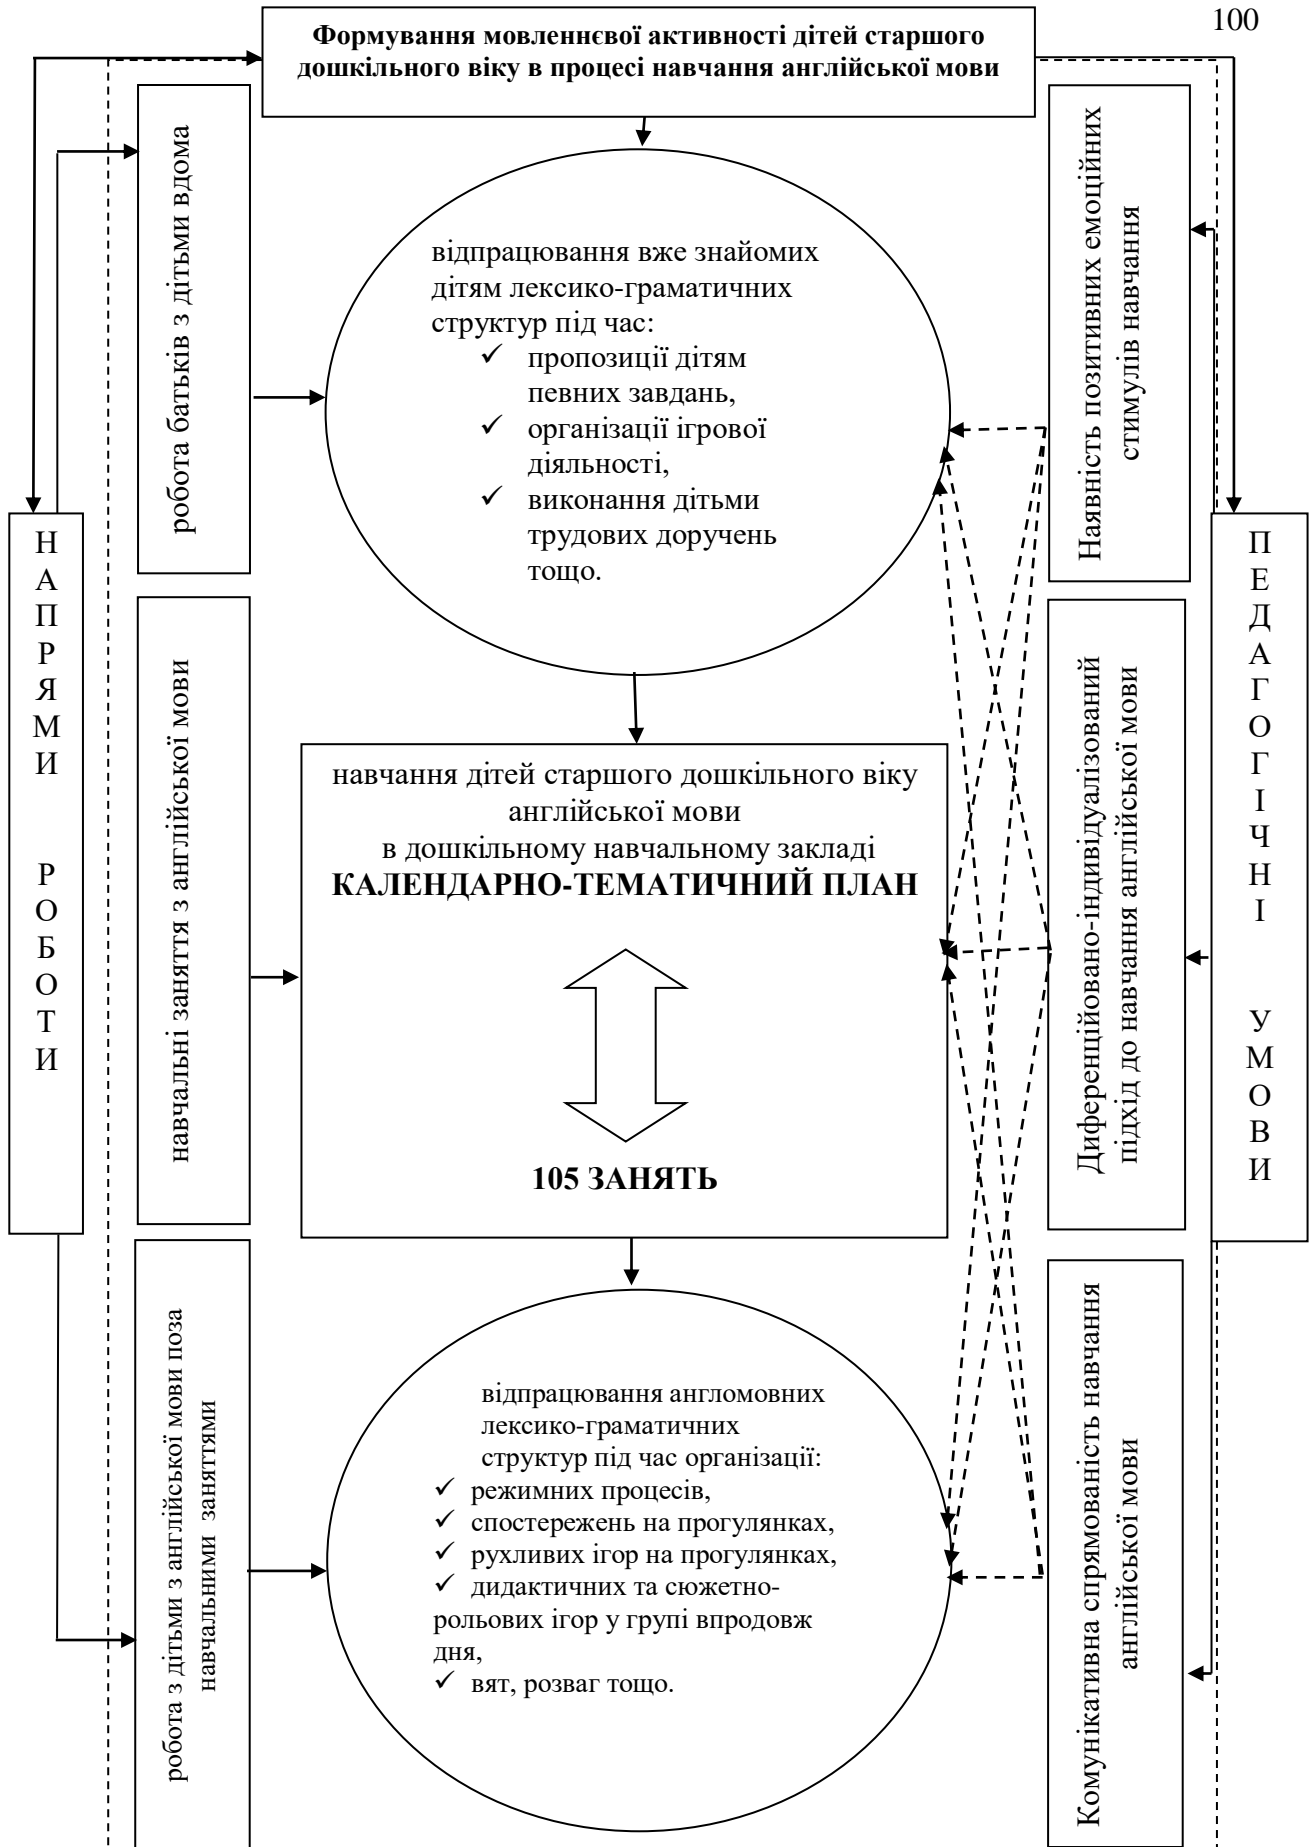 100
Формування мовленнєвої активності дітей старшого
дошкільного віку в процесі навчання англійської мови
НАПРЯМИ РОБОТИ
робота батьків з дітьми вдома
відпрацювання вже знайомих
дітям лексико-граматичних
структур під час:
✓ пропозиції дітям
певних завдань,
✓ організації ігрової
діяльності,
✓ виконання дітьми
трудових доручень
тощо.
Наявність позитивних емоційних
стимулів навчання
ПЕДАГОГІЧНІ УМОВИ
навчальні заняття з англійської мови
навчання дітей старшого дошкільного віку
англійської мови
в дошкільному навчальному закладі
КАЛЕНДАРНО-ТЕМАТИЧНИЙ ПЛАН
105 ЗАНЯТЬ
Диференційовано-індивідуалізований
підхід до навчання англійської мови
робота з дітьми з англійської мови поза
навчальними заняттями
відпрацювання англомовних
лексико-граматичних
структур під час організації:
✓ режимних процесів,
✓ спостережень на прогулянках,
✓ рухливих ігор на прогулянках,
✓ дидактичних та сюжетно-
рольових ігор у групі впродовж
дня,
✓ вят, розваг тощо.
Комунікативна спрямованість навчання
англійської мови